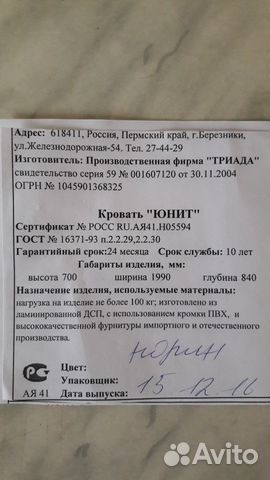 Адрес: 618411, Россия, Пермский край, г.Березники,
ул.Железнодорожная-54. Тел. 27-44-29
Изготовитель: Производственная фирма "ТРИАДА"
свидетельство серия 59 № 001607120 от 30.11.2004
ОГРН № 1045901368325
Кровать "ЮНИТ"
Сертификат № РОСС RU.АЯ41.Н05594
ГОСТ № 16371-93 п.2.2.29,2.2.30
Гарантийный срок:24 месяца Срок службы: 10 лет
Габариты изделия, мм:
высота 700 ширина 1990 глубина 840
Назначение изделия, используемые материалы:
нагрузка на изделие не более 100 кг; изготовлено из
ламинированной ДСП, с использованием кромки ПВХ, и
высококачественной фурнитуры импортного и отечественного
производства.
Цвет: норин
Упаковщик:
АЯ 41 Дата выпуска: 15.12.16
Avito